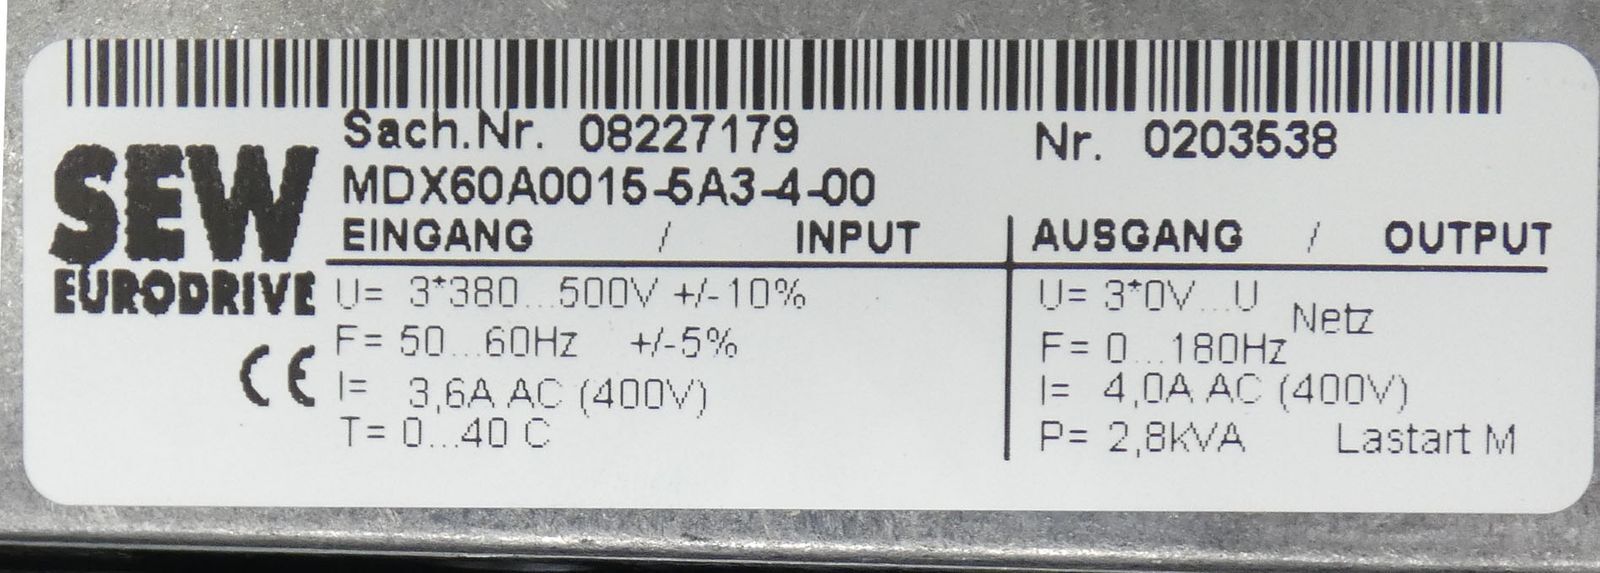 Sach.Nr. 08227179 Nr. 0203538
MDX60A0015-5A3-4-00
SEW
EURODRIVE
CE
EINGANG / INPUT
U= 3*380...500V +/-10%
F= 50...60Hz +/-5%
I= 3,6A AC (400V)
T= 0...40 C
AUSGANG / OUTPUT
U= 3*0V...U Netz
F= 0...180Hz
I= 4,0A AC (400V)
P= 2,8kVA Lastart M